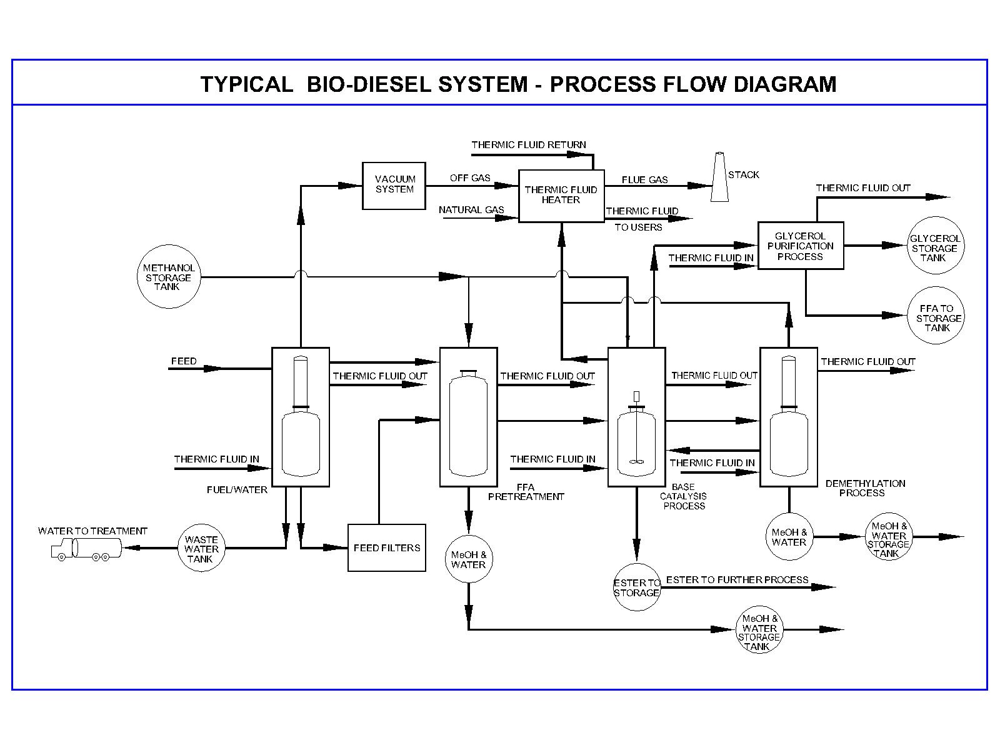 TYPICAL BIO-DIESEL SYSTEM - PROCESS FLOW DIAGRAM
THERMIC FLUID RETURN
VACUUM
SYSTEM
OFF GAS
NATURAL GAS
THERMIC FLUID
HEATER
FLUE GAS
STACK
THERMIC FLUID
TO USERS
THERMIC FLUID OUT
GLYCEROL
PURIFICATION
PROCESS
THERMIC FLUID IN
GLYCEROL
STORAGE
TANK
FFA TO
STORAGE
TANK
METHANOL
STORAGE
TANK
FEED
THERMIC FLUID OUT
THERMIC FLUID OUT
THERMIC FLUID OUT
THERMIC FLUID OUT
THERMIC FLUID IN
THERMIC FLUID IN
THERMIC FLUID IN
FUEL/WATER
FFA
PRETREATMENT
BASE
CATALYSIS
PROCESS
DEMETHYLATION
PROCESS
WATER TO TREATMENT
WASTE
WATER
TANK
FEED FILTERS
MeOH &
WATER
MeOH &
WATER
MeOH &
WATER
STORAGE
TANK
ESTER TO
STORAGE
ESTER TO FURTHER PROCESS
MeOH &
WATER
STORAGE
TANK